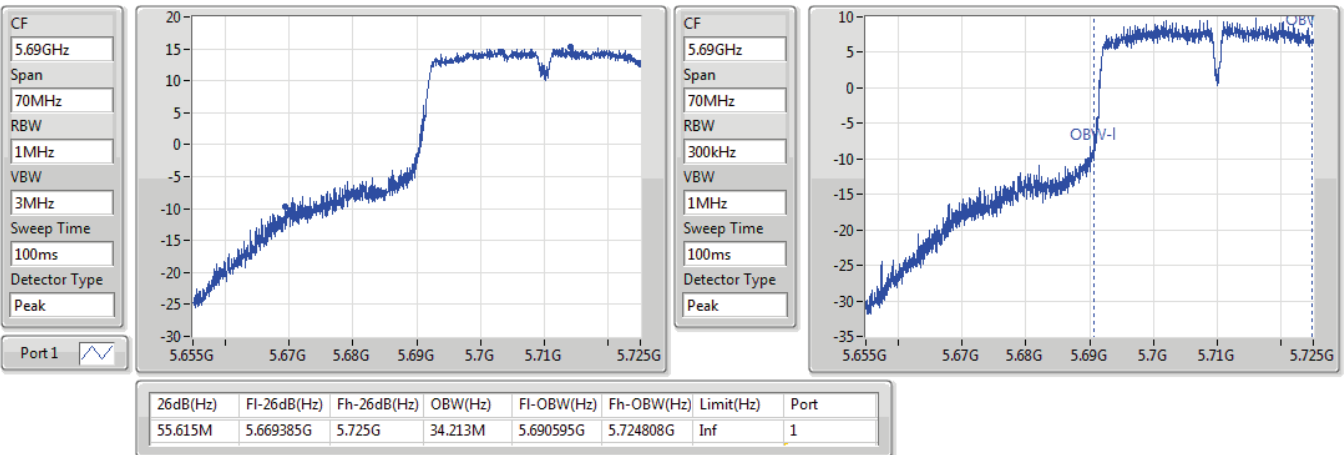 CF
5.69GHz
Span
70MHz
RBW
1MHz
VBW
3MHz
Sweep Time
100ms
Detector Type
Peak
Port 1
20
15
10
5
0
-5
-10
-15
-20
-25
-30
5.655G 5.67G 5.68G 5.69G 5.7G 5.71G 5.725G
CF
5.69GHz
Span
70MHz
RBW
300kHz
VBW
1MHz
Sweep Time
100ms
Detector Type
Peak
10
5
0
-5
-10
-15
-20
-25
-30
-35
OBW-l
OBW
5.655G 5.67G 5.68G 5.69G 5.7G 5.71G 5.725G
26dB(Hz) Fl-26dB(Hz) Fh-26dB(Hz) OBW(Hz) Fl-OBW(Hz) Fh-OBW(Hz) Limit(Hz) Port
55.615M 5.669385G 5.725G 34.213M 5.690595G 5.724808G Inf 1